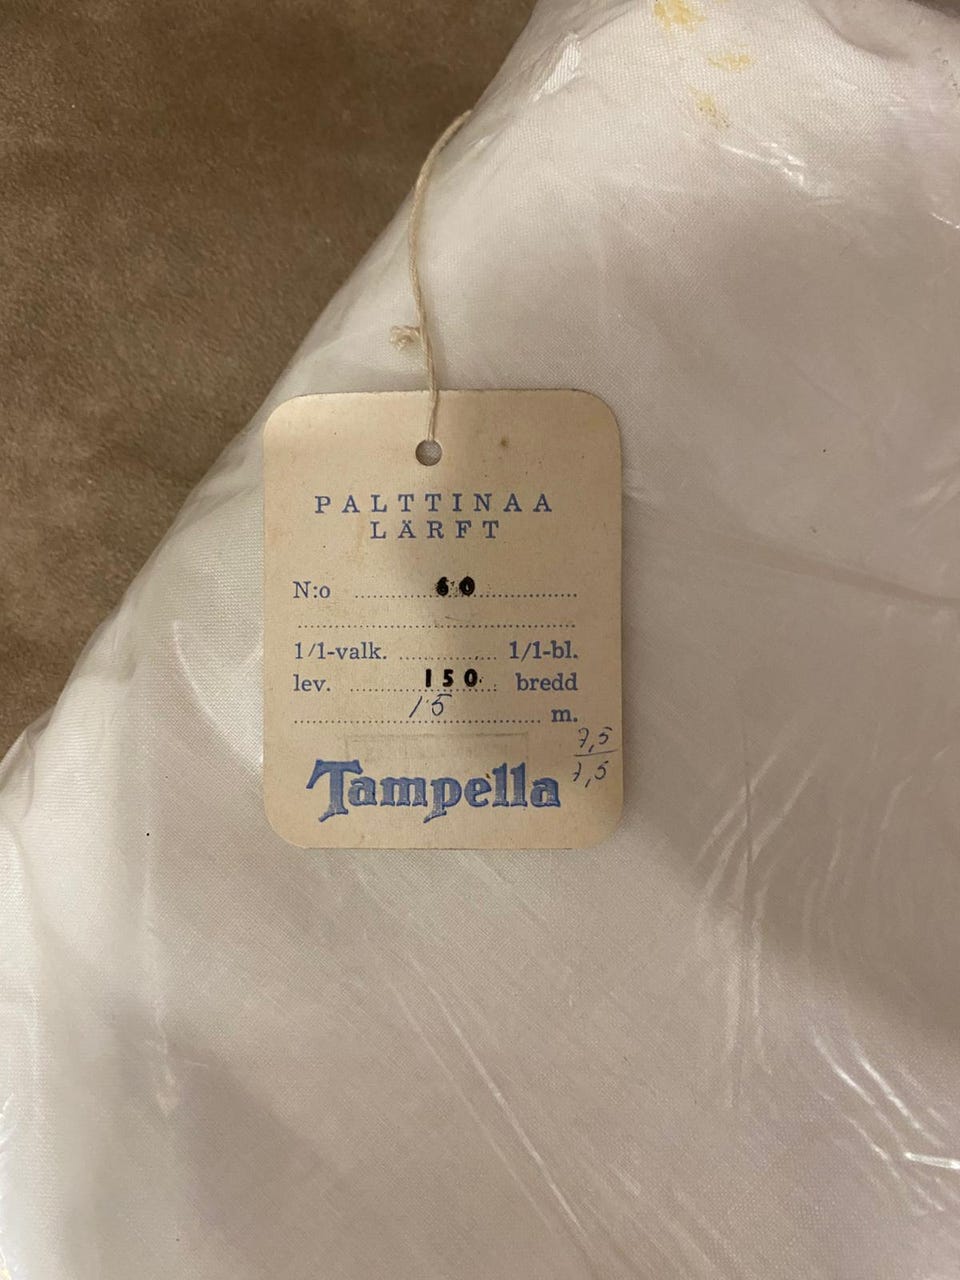 PALTTINAA
LÄRFT
N:o 60
1/1-valk. 1/1-bl.
lev. 150 bredd
15 m.
7,5
7,5
Tampella